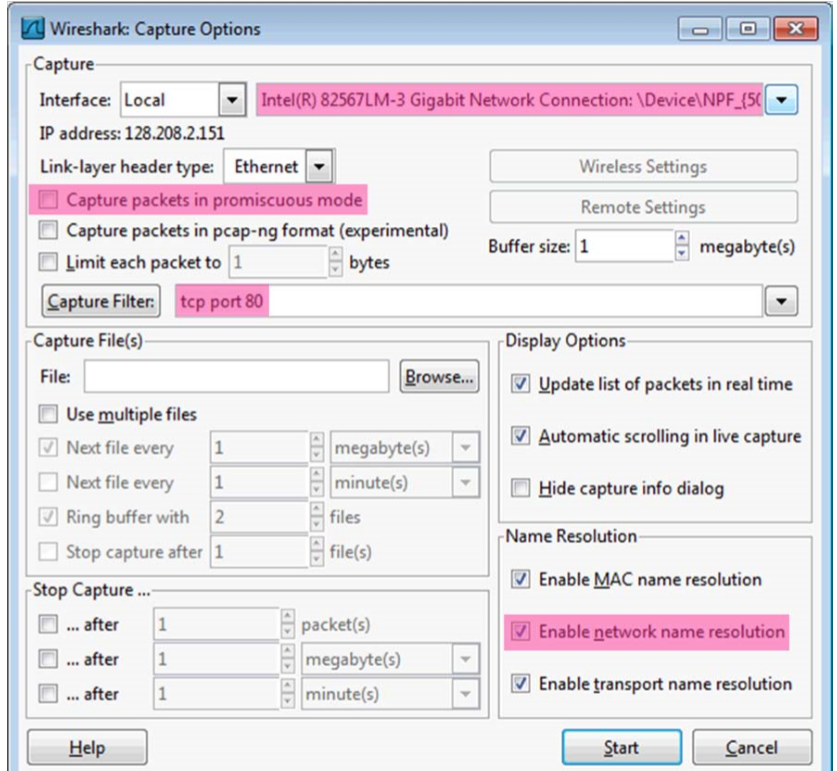 Wireshark: Capture Options
Capture
Interface: Local Intel(R) 82567LM-3 Gigabit Network Connection: \Device\NPF_{50
IP address: 128.208.2.151
Link-layer header type: Ethernet
Wireless Settings
Capture packets in promiscuous mode
Remote Settings
Capture packets in pcap-ng format (experimental)
Buffer size: 1 megabyte(s)
Limit each packet to 1 bytes
Capture Filter: tcp port 80
Capture File(s)
File: Browse...
Use multiple files
Next file every 1 megabyte(s)
Next file every 1 minute(s)
Ring buffer with 2 files
Stop capture after 1 file(s)
Stop Capture ...
... after 1 packet(s)
... after 1 megabyte(s)
... after 1 minute(s)
Display Options
Update list of packets in real time
Automatic scrolling in live capture
Hide capture info dialog
Name Resolution
Enable MAC name resolution
Enable network name resolution
Enable transport name resolution
Help Start Cancel